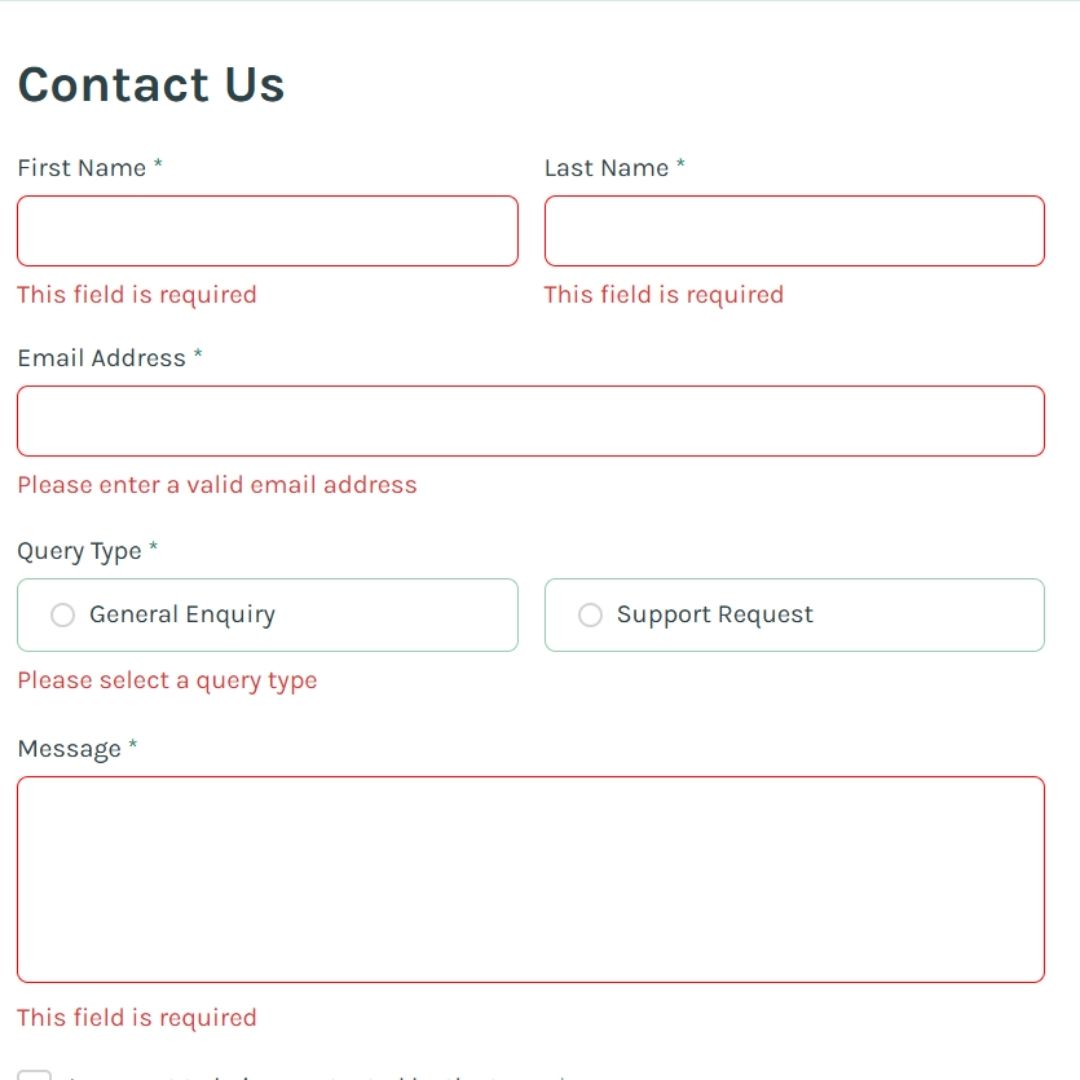 Contact Us
First Name * Last Name *
This field is required This field is required
Email Address *
Please enter a valid email address
Query Type *
General Enquiry Support Request
Please select a query type
Message *
This field is required